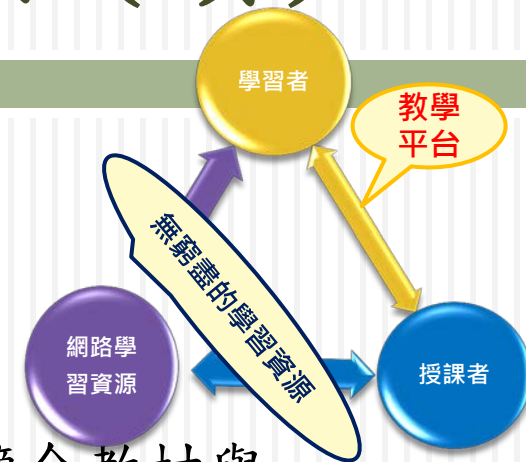 學習者
教學
平台
無窮盡的學習資源
網路學
習資源
授課者